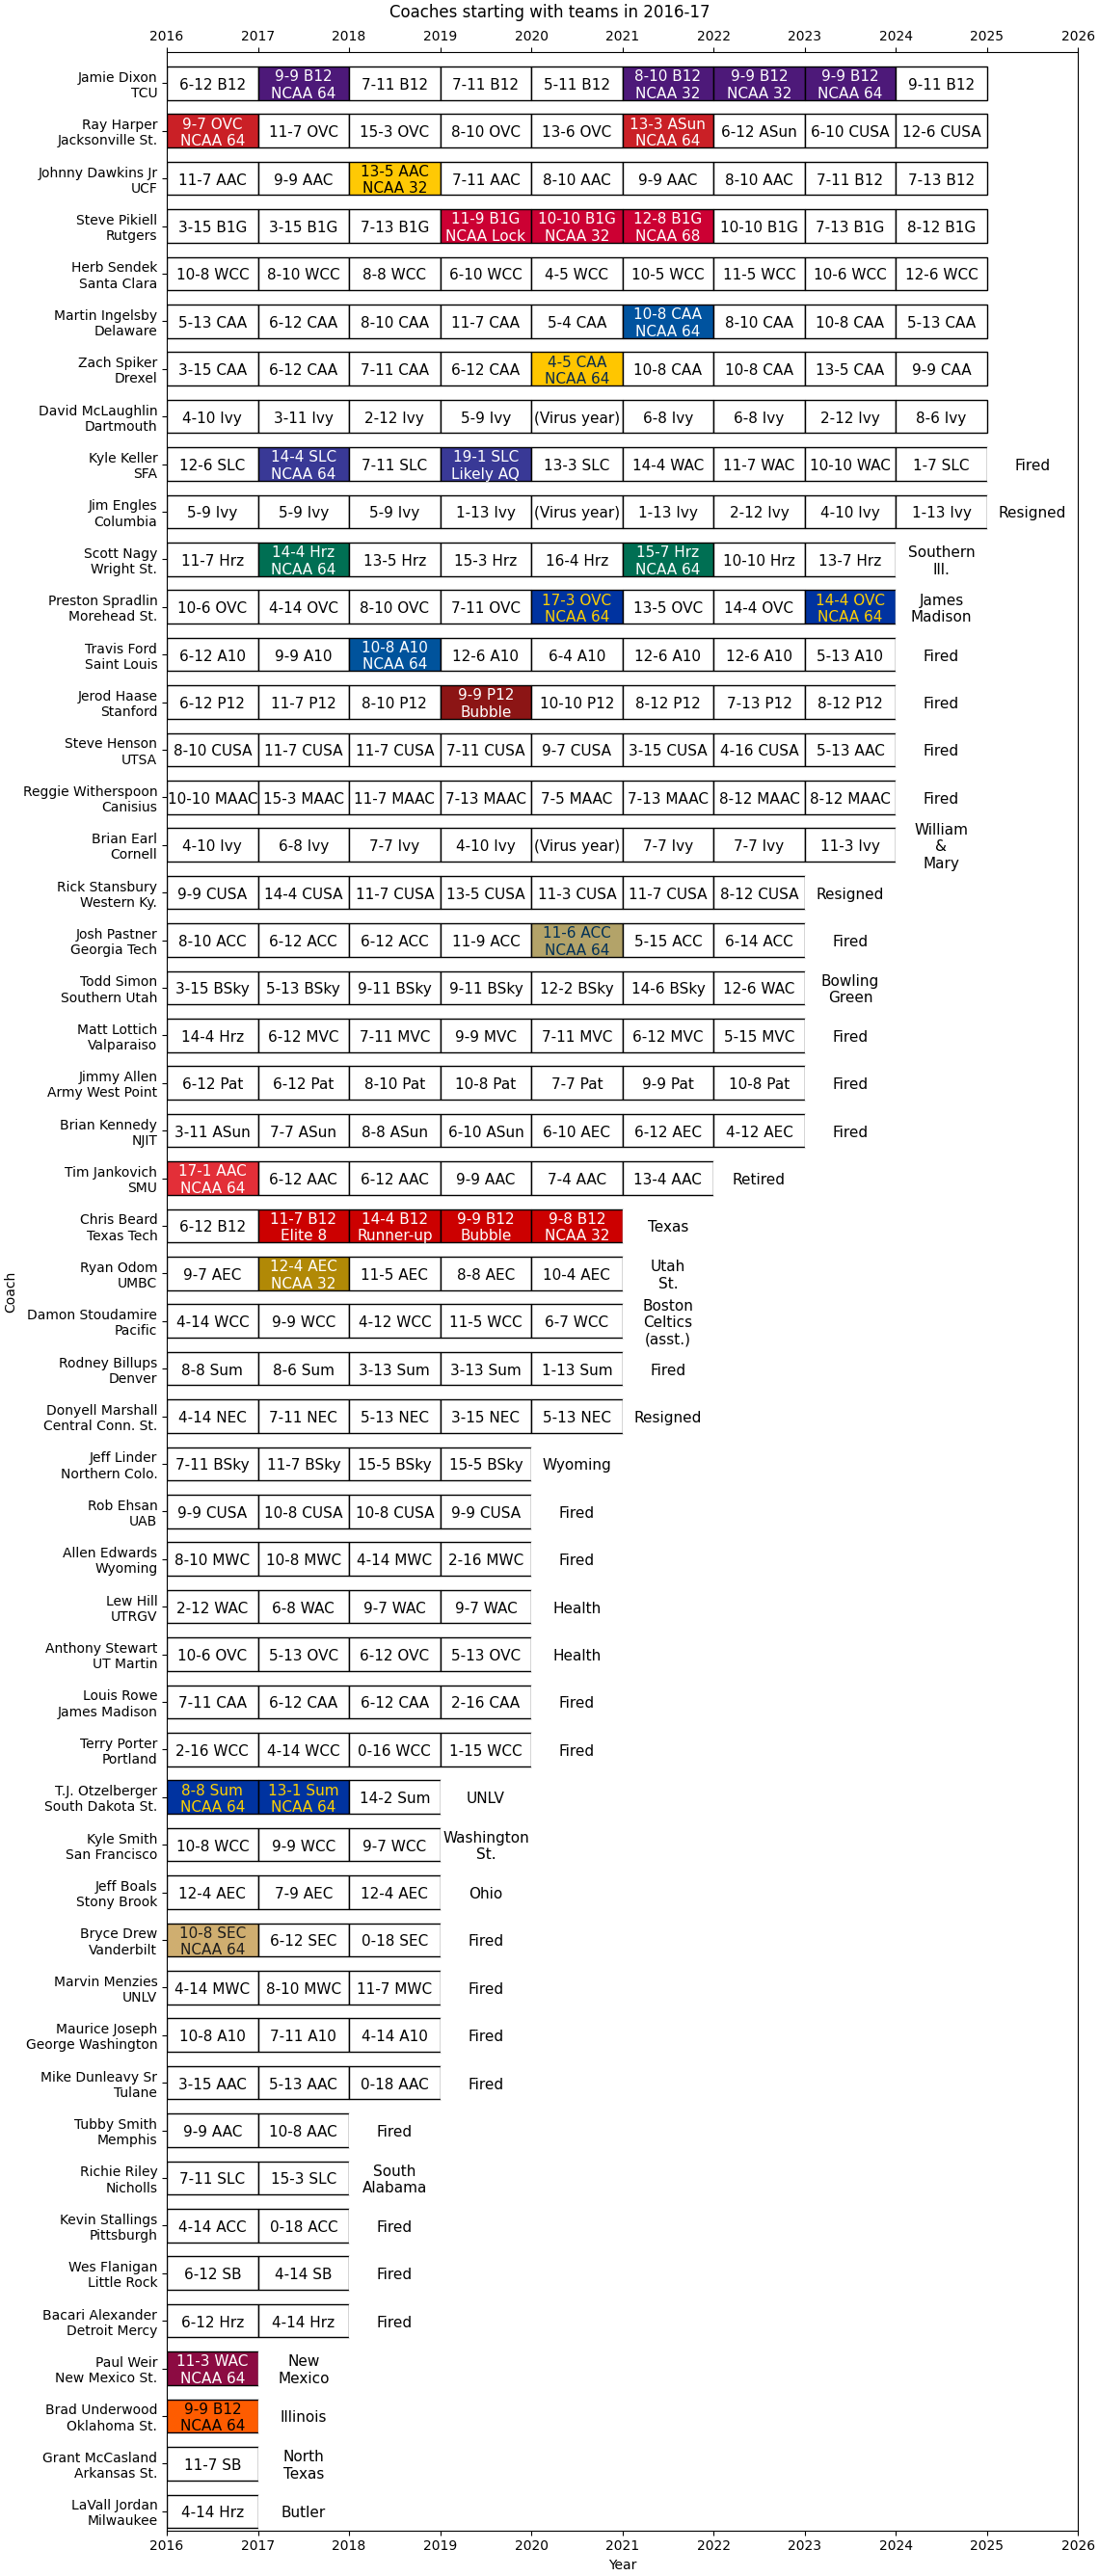 Coaches starting with teams in 2016-17
2016 2017 2018 2019 2020 2021 2022 2023 2024 2025 2026
Jamie Dixon
TCU
6-12 B12
9-9 B12
NCAA 64
7-11 B12
7-11 B12
5-11 B12
8-10 B12
NCAA 32
9-9 B12
NCAA 32
9-9 B12
NCAA 64
9-11 B12
Ray Harper
Jacksonville St.
9-7 OVC
NCAA 64
11-7 OVC
15-3 OVC
8-10 OVC
13-6 OVC
13-3 ASun
NCAA 64
6-12 ASun
6-10 CUSA
12-6 CUSA
Johnny Dawkins Jr
UCF
11-7 AAC
9-9 AAC
13-5 AAC
NCAA 32
7-11 AAC
8-10 AAC
9-9 AAC
8-10 AAC
7-11 B12
7-13 B12
Steve Pikiell
Rutgers
3-15 B1G
3-15 B1G
7-13 B1G
11-9 B1G
NCAA Lock
10-10 B1G
NCAA 32
12-8 B1G
NCAA 68
10-10 B1G
7-13 B1G
8-12 B1G
Herb Sendek
Santa Clara
10-8 WCC
8-10 WCC
8-8 WCC
6-10 WCC
4-5 WCC
10-5 WCC
11-5 WCC
10-6 WCC
12-6 WCC
Martin Ingelsby
Delaware
5-13 CAA
6-12 CAA
8-10 CAA
11-7 CAA
5-4 CAA
10-8 CAA
NCAA 64
8-10 CAA
10-8 CAA
5-13 CAA
Zach Spiker
Drexel
3-15 CAA
6-12 CAA
7-11 CAA
6-12 CAA
4-5 CAA
NCAA 64
10-8 CAA
10-8 CAA
13-5 CAA
9-9 CAA
David McLaughlin
Dartmouth
4-10 Ivy
3-11 Ivy
2-12 Ivy
5-9 Ivy
(Virus year)
6-8 Ivy
6-8 Ivy
2-12 Ivy
8-6 Ivy
Kyle Keller
SFA
12-6 SLC
14-4 SLC
NCAA 64
7-11 SLC
19-1 SLC
Likely AQ
13-3 SLC
14-4 WAC
11-7 WAC
10-10 WAC
1-7 SLC
Fired
Jim Engles
Columbia
5-9 Ivy
5-9 Ivy
5-9 Ivy
1-13 Ivy
(Virus year)
1-13 Ivy
2-12 Ivy
4-10 Ivy
1-13 Ivy
Resigned
Scott Nagy
Wright St.
11-7 Hrz
14-4 Hrz
NCAA 64
13-5 Hrz
15-3 Hrz
16-4 Hrz
15-7 Hrz
NCAA 64
10-10 Hrz
13-7 Hrz
Southern
Ill.
Preston Spradlin
Morehead St.
10-6 OVC
4-14 OVC
8-10 OVC
7-11 OVC
17-3 OVC
NCAA 64
13-5 OVC
14-4 OVC
14-4 OVC
NCAA 64
James
Madison
Travis Ford
Saint Louis
6-12 A10
9-9 A10
10-8 A10
NCAA 64
12-6 A10
6-4 A10
12-6 A10
12-6 A10
5-13 A10
Fired
Jerod Haase
Stanford
6-12 P12
11-7 P12
8-10 P12
9-9 P12
Bubble
10-10 P12
8-12 P12
7-13 P12
8-12 P12
Fired
Steve Henson
UTSA
8-10 CUSA
11-7 CUSA
11-7 CUSA
7-11 CUSA
9-7 CUSA
3-15 CUSA
4-16 CUSA
5-13 AAC
Fired
Reggie Witherspoon
Canisius
10-10 MAAC
15-3 MAAC
11-7 MAAC
7-13 MAAC
7-5 MAAC
7-13 MAAC
8-12 MAAC
8-12 MAAC
Fired
Brian Earl
Cornell
4-10 Ivy
6-8 Ivy
7-7 Ivy
4-10 Ivy
(Virus year)
7-7 Ivy
7-7 Ivy
11-3 Ivy
William
&
Mary
Rick Stansbury
Western Ky.
9-9 CUSA
14-4 CUSA
11-7 CUSA
13-5 CUSA
11-3 CUSA
11-7 CUSA
8-12 CUSA
Resigned
Josh Pastner
Georgia Tech
8-10 ACC
6-12 ACC
6-12 ACC
11-9 ACC
11-6 ACC
NCAA 64
5-15 ACC
6-14 ACC
Fired
Todd Simon
Southern Utah
3-15 BSky
5-13 BSky
9-11 BSky
9-11 BSky
12-2 BSky
14-6 BSky
12-6 WAC
Bowling
Green
Matt Lottich
Valparaiso
14-4 Hrz
6-12 MVC
7-11 MVC
9-9 MVC
7-11 MVC
6-12 MVC
5-15 MVC
Fired
Jimmy Allen
Army West Point
6-12 Pat
6-12 Pat
8-10 Pat
10-8 Pat
7-7 Pat
9-9 Pat
10-8 Pat
Fired
Brian Kennedy
NJIT
3-11 ASun
7-7 ASun
8-8 ASun
6-10 ASun
6-10 AEC
6-12 AEC
4-12 AEC
Fired
Tim Jankovich
SMU
17-1 AAC
NCAA 64
6-12 AAC
6-12 AAC
9-9 AAC
7-4 AAC
13-4 AAC
Retired
Chris Beard
Texas Tech
6-12 B12
11-7 B12
Elite 8
14-4 B12
Runner-up
9-9 B12
Bubble
9-8 B12
NCAA 32
Texas
Ryan Odom
UMBC
9-7 AEC
12-4 AEC
NCAA 32
11-5 AEC
8-8 AEC
10-4 AEC
Utah
St.
Coach
Damon Stoudamire
Pacific
4-14 WCC
9-9 WCC
4-12 WCC
11-5 WCC
6-7 WCC
Boston
Celtics
(asst.)
Rodney Billups
Denver
8-8 Sum
8-6 Sum
3-13 Sum
3-13 Sum
1-13 Sum
Fired
Donyell Marshall
Central Conn. St.
4-14 NEC
7-11 NEC
5-13 NEC
3-15 NEC
5-13 NEC
Resigned
Jeff Linder
Northern Colo.
7-11 BSky
11-7 BSky
15-5 BSky
15-5 BSky
Wyoming
Rob Ehsan
UAB
9-9 CUSA
10-8 CUSA
10-8 CUSA
9-9 CUSA
Fired
Allen Edwards
Wyoming
8-10 MWC
10-8 MWC
4-14 MWC
2-16 MWC
Fired
Lew Hill
UTRGV
2-12 WAC
6-8 WAC
9-7 WAC
9-7 WAC
Health
Anthony Stewart
UT Martin
10-6 OVC
5-13 OVC
6-12 OVC
5-13 OVC
Health
Louis Rowe
James Madison
7-11 CAA
6-12 CAA
6-12 CAA
2-16 CAA
Fired
Terry Porter
Portland
2-16 WCC
4-14 WCC
0-16 WCC
1-15 WCC
Fired
T.J. Otzelberger
South Dakota St.
8-8 Sum
NCAA 64
13-1 Sum
NCAA 64
14-2 Sum
UNLV
Kyle Smith
San Francisco
10-8 WCC
9-9 WCC
9-7 WCC
Washington
St.
Jeff Boals
Stony Brook
12-4 AEC
7-9 AEC
12-4 AEC
Ohio
Bryce Drew
Vanderbilt
10-8 SEC
NCAA 64
6-12 SEC
0-18 SEC
Fired
Marvin Menzies
UNLV
4-14 MWC
8-10 MWC
11-7 MWC
Fired
Maurice Joseph
George Washington
10-8 A10
7-11 A10
4-14 A10
Fired
Mike Dunleavy Sr
Tulane
3-15 AAC
5-13 AAC
0-18 AAC
Fired
Tubby Smith
Memphis
9-9 AAC
10-8 AAC
Fired
Richie Riley
Nicholls
7-11 SLC
15-3 SLC
South
Alabama
Kevin Stallings
Pittsburgh
4-14 ACC
0-18 ACC
Fired
Wes Flanigan
Little Rock
6-12 SB
4-14 SB
Fired
Bacari Alexander
Detroit Mercy
6-12 Hrz
4-14 Hrz
Fired
Paul Weir
New Mexico St.
11-3 WAC
NCAA 64
New
Mexico
Brad Underwood
Oklahoma St.
9-9 B12
NCAA 64
Illinois
Grant McCasland
Arkansas St.
11-7 SB
North
Texas
LaVall Jordan
Milwaukee
4-14 Hrz
Butler
2016 2017 2018 2019 2020 2021 2022 2023 2024 2025 2026
Year